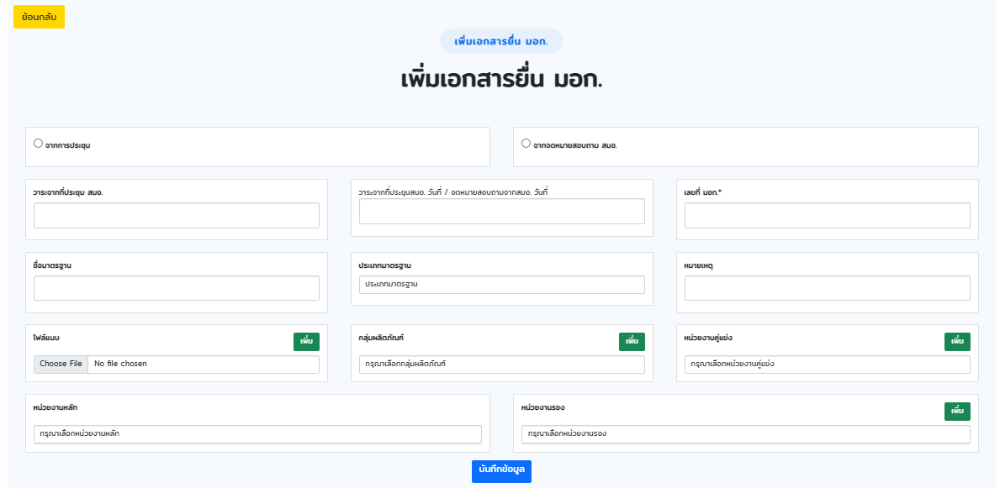 ย้อนกลับ
เพิ่มเอกสารยื่น มอก.
เพิ่มเอกสารยื่น มอก.
จากการประชุม
จากจดหมายสอบถาม สมอ.
วาระจากที่ประชุม สมอ.
วาระจากที่ประชุมสมอ. วันที่ / จดหมายสอบถามจากสมอ. วันที่
เลขที่ มอก.*
ชื่อมาตรฐาน
ประเภทมาตรฐาน
ประเภทมาตรฐาน
หมายเหตุ
ไฟล์แนบ
เพิ่ม
Choose File No file chosen
กลุ่มผลิตภัณฑ์
เพิ่ม
กรุณาเลือกกลุ่มผลิตภัณฑ์
หน่วยงานคู่แข่ง
เพิ่ม
กรุณาเลือกหน่วยงานคู่แข่ง
หน่วยงานหลัก
กรุณาเลือกหน่วยงานหลัก
หน่วยงานรอง
เพิ่ม
กรุณาเลือกหน่วยงานรอง
บันทึกข้อมูล